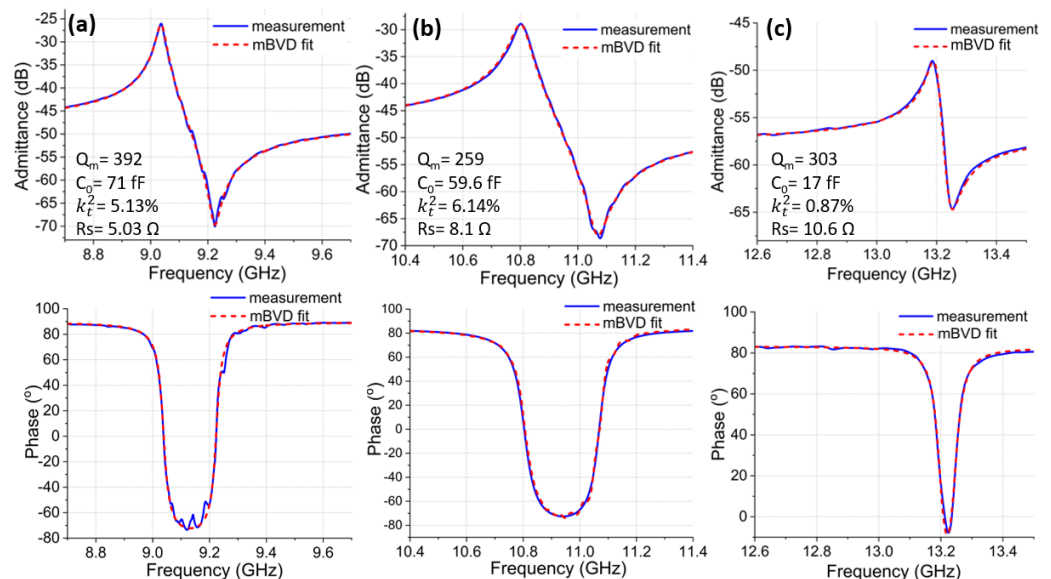 (a)
measurement
mBVD fit
Admittance (dB)
-25
-30
-35
-40
-45
-50
-55
-60
-65
-70
Qm= 392
C0= 71 fF
k_t^2= 5.13%
Rs= 5.03 Ω
8.8 9.0 9.2 9.4 9.6
Frequency (GHz)
(b)
measurement
mBVD fit
Admittance (dB)
-25
-30
-35
-40
-45
-50
-55
-60
-65
-70
Qm= 259
C0= 59.6 fF
k_t^2= 6.14%
Rs= 8.1 Ω
10.4 10.6 10.8 11.0 11.2 11.4
Frequency (GHz)
(c)
measurement
mBVD fit
Admittance (dB)
-45
-50
-55
-60
-65
Qm= 303
C0= 17 fF
k_t^2= 0.87%
Rs= 10.6 Ω
12.6 12.8 13.0 13.2 13.4
Frequency (GHz)
measurement
mBVD fit
Phase (o)
100
80
60
40
20
0
-20
-40
-60
-80
8.8 9.0 9.2 9.4 9.6
Frequency (GHz)
measurement
mBVD fit
Phase (o)
100
80
60
40
20
0
-20
-40
-60
-80
10.4 10.6 10.8 11.0 11.2 11.4
Frequency (GHz)
measurement
mBVD fit
Phase (o)
100
80
60
40
20
0
12.6 12.8 13.0 13.2 13.4
Frequency (GHz)